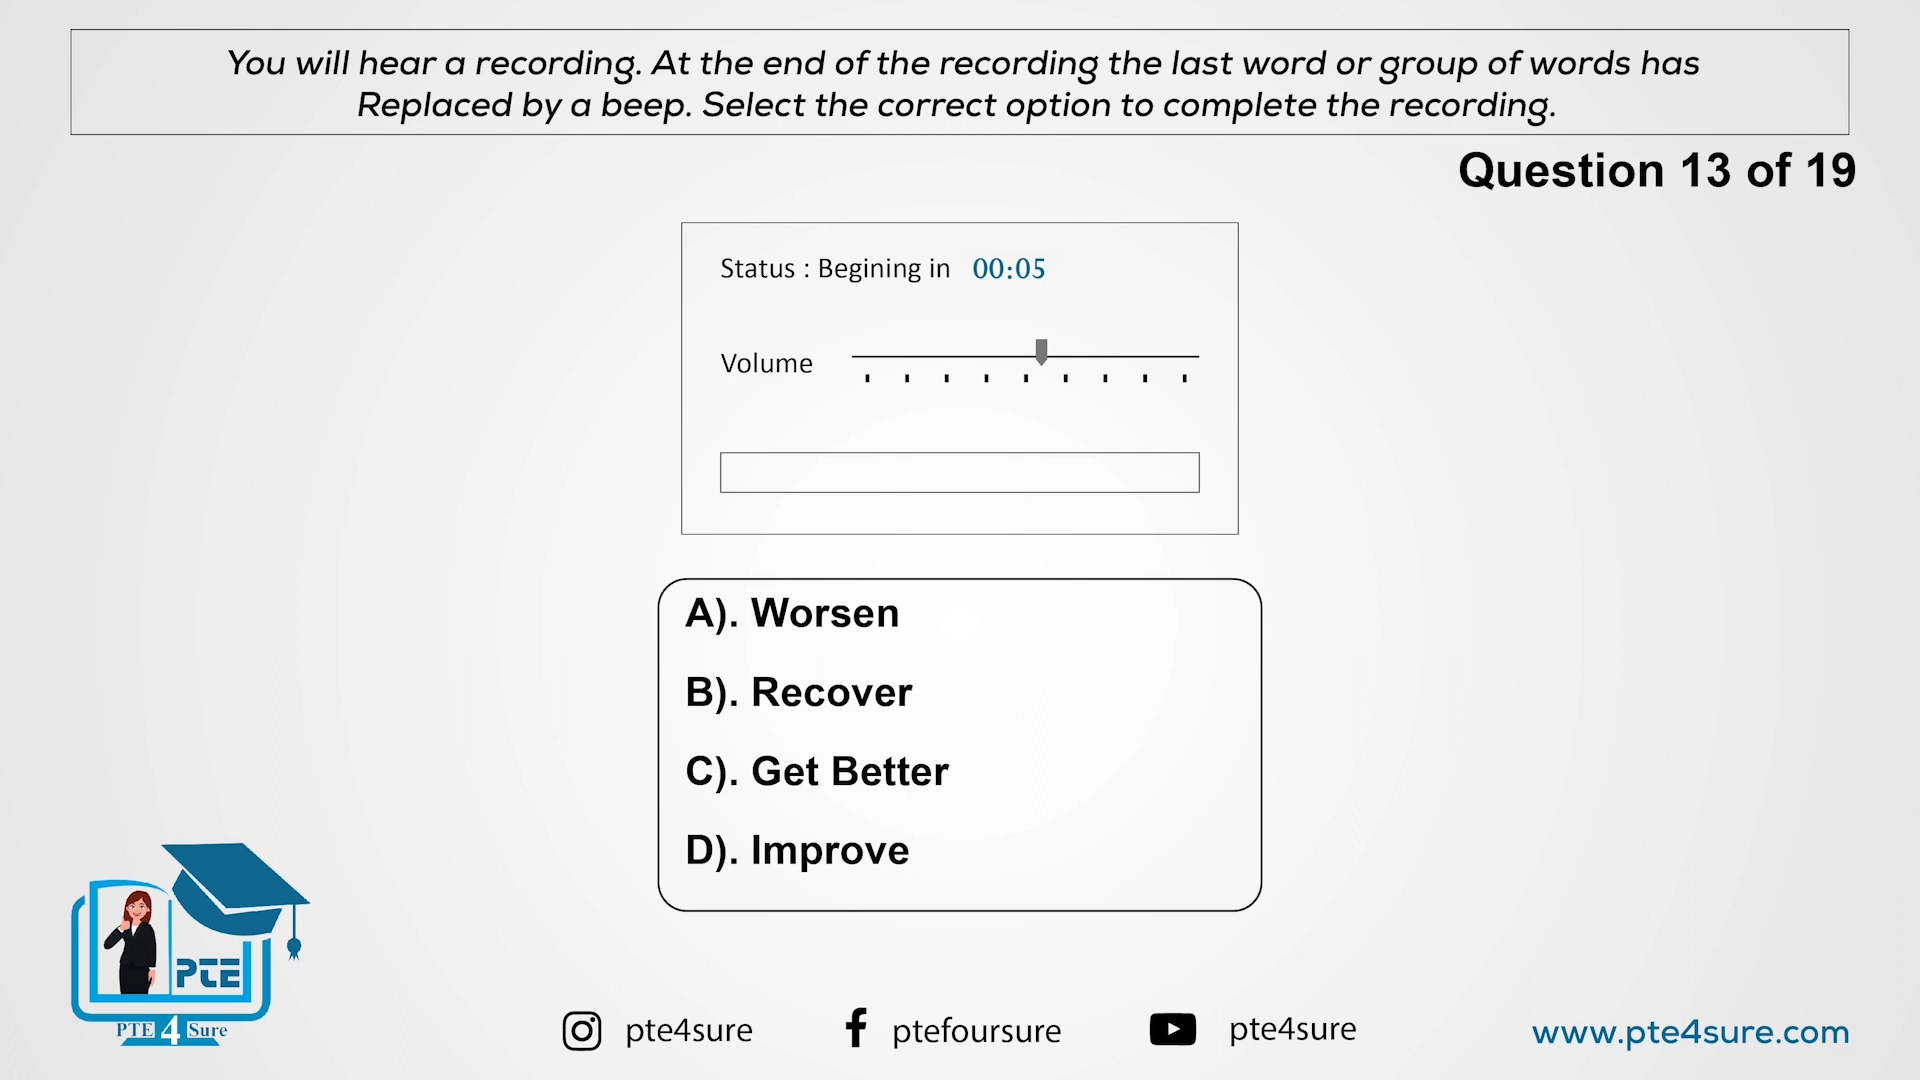 You will hear a recording. At the end of the recording the last word or group of words has
Replaced by a beep. Select the correct option to complete the recording.
Question 13 of 19
Status : Begining in 00:05
Volume
A). Worsen
B). Recover
C). Get Better
D). Improve
PTE
PTE 4 Sure
pte4sure
ptefoursure
pte4sure
www.pte4sure.com